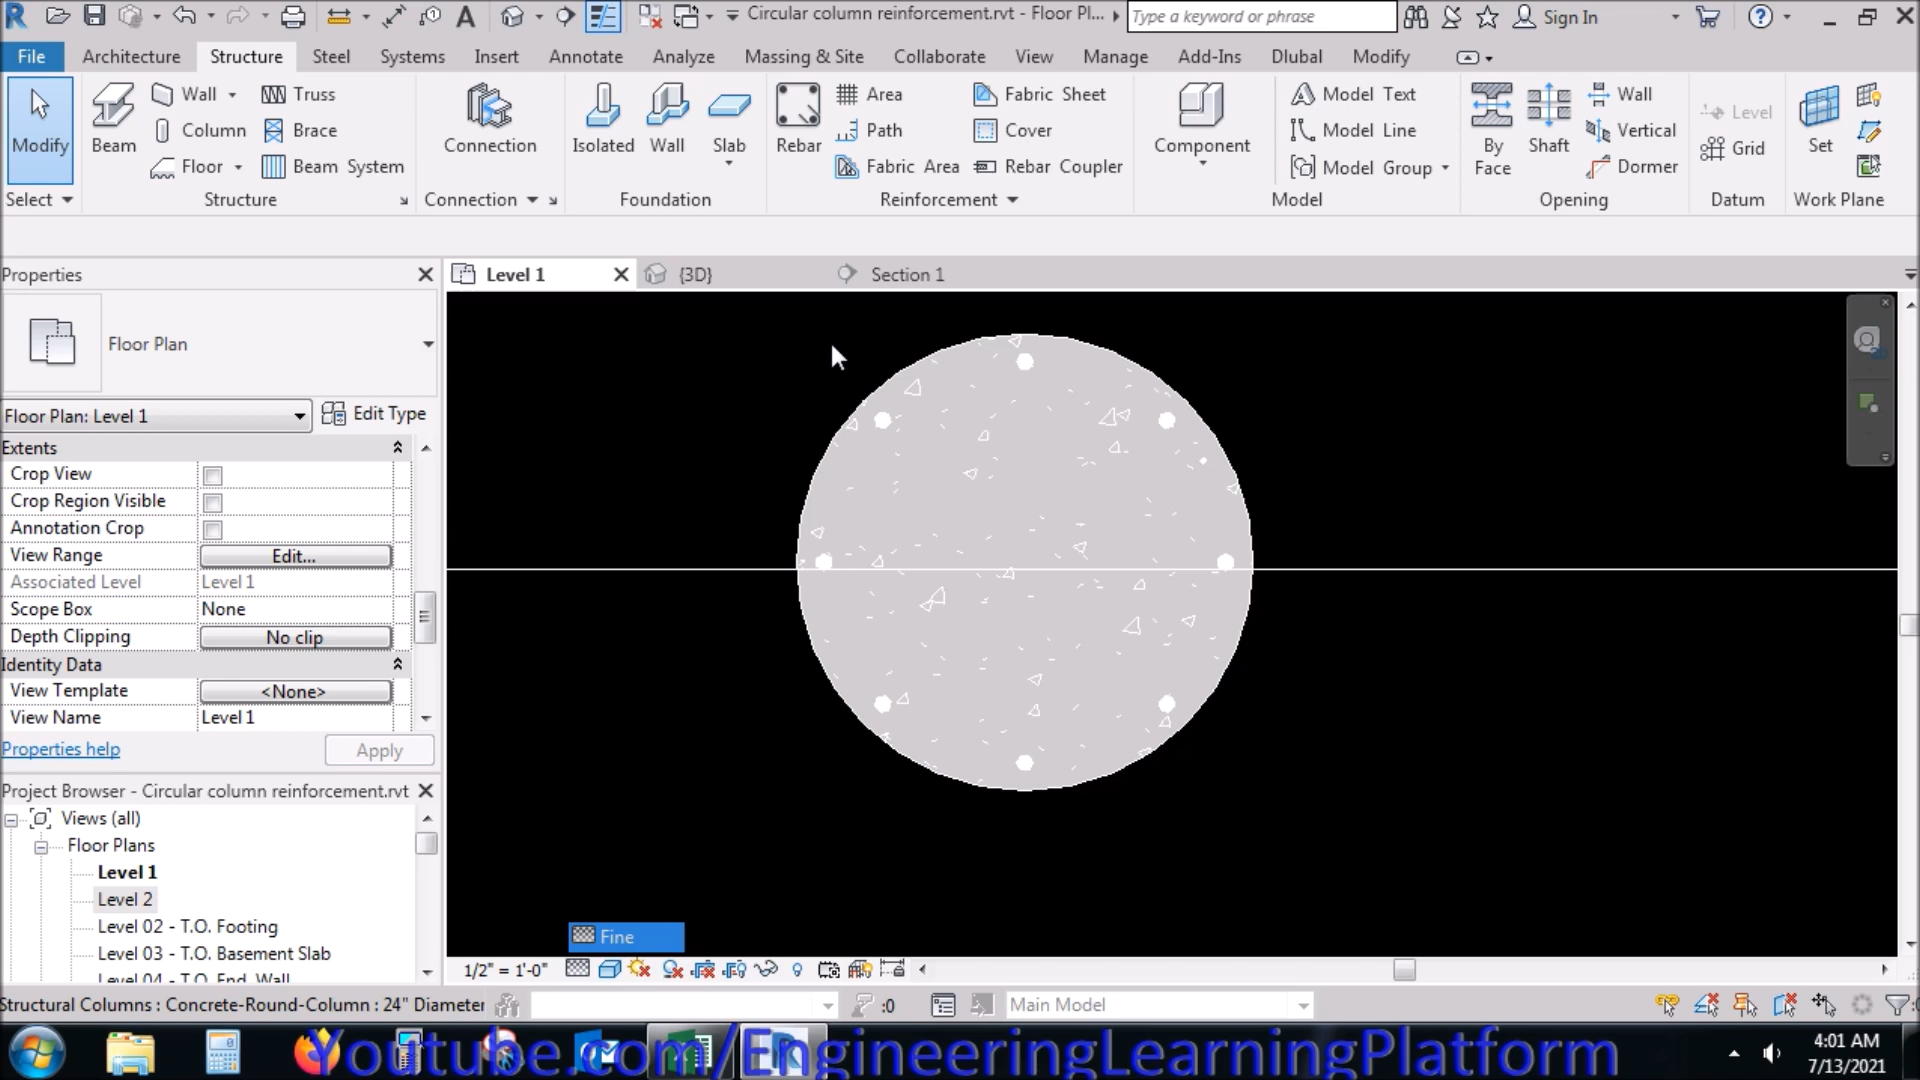 Circular column reinforcement.rvt - Floor Pl...
Type a keyword or phrase
Sign In
File Architecture Structure Steel Systems Insert Annotate Analyze Massing & Site Collaborate View Manage Add-Ins Dlubal Modify
Modify
Select
Beam
Wall
Column
Floor
Truss
Brace
Beam System
Structure
Connection
Connection
Isolated
Wall
Slab
Foundation
Rebar
Area
Path
Fabric Area
Fabric Sheet
Cover
Rebar Coupler
Reinforcement
Component
Model Text
Model Line
Model Group
Model
By
Face
Shaft
Wall
Vertical
Dormer
Opening
Level
Grid
Datum
Set
Work Plane
Properties
Level 1
{3D}
Section 1
Floor Plan
Floor Plan: Level 1
Edit Type
Extents
Crop View
Crop Region Visible
Annotation Crop
View Range Edit...
Associated Level Level 1
Scope Box None
Depth Clipping No clip
Identity Data
View Template <None>
View Name Level 1
Properties help
Apply
Project Browser - Circular column reinforcement.rvt
Views (all)
Floor Plans
Level 1
Level 2
Level 02 - T.O. Footing
Level 03 - T.O. Basement Slab
Level 04 - T.O. Fnd. Wall
Fine
1/2" = 1'-0"
Structural Columns : Concrete-Round-Column : 24" Diameter
:0
Main Model
Youtube.com/EngineeringLearningPlatform
4:01 AM
7/13/2021